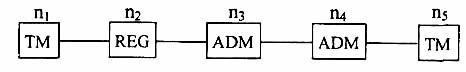 n₁ n₂ n₃ n₄ n₅
TM REG ADM ADM TM